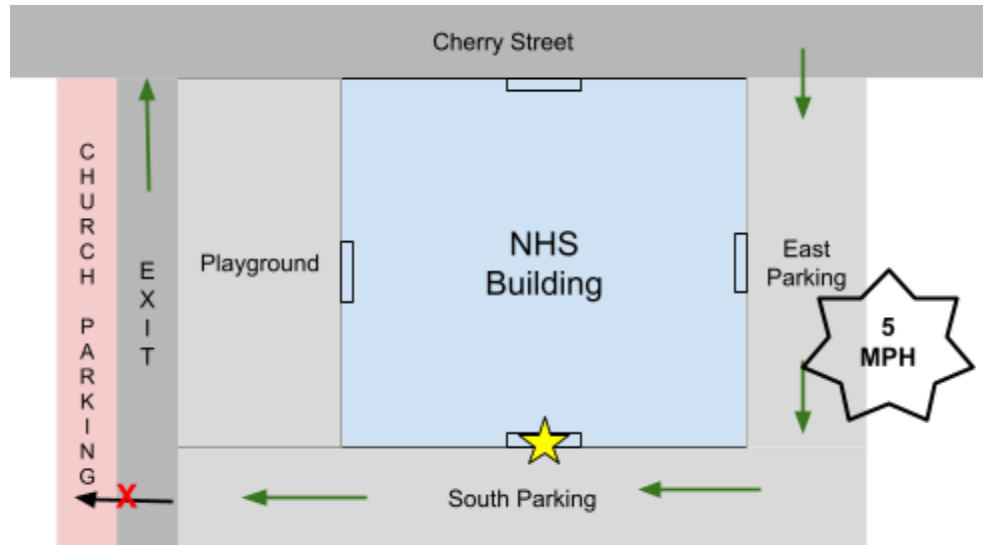 Cherry Street
CHURCH PARKING
EXIT
Playground
NHS
Building
East
Parking
5
MPH
X
South Parking